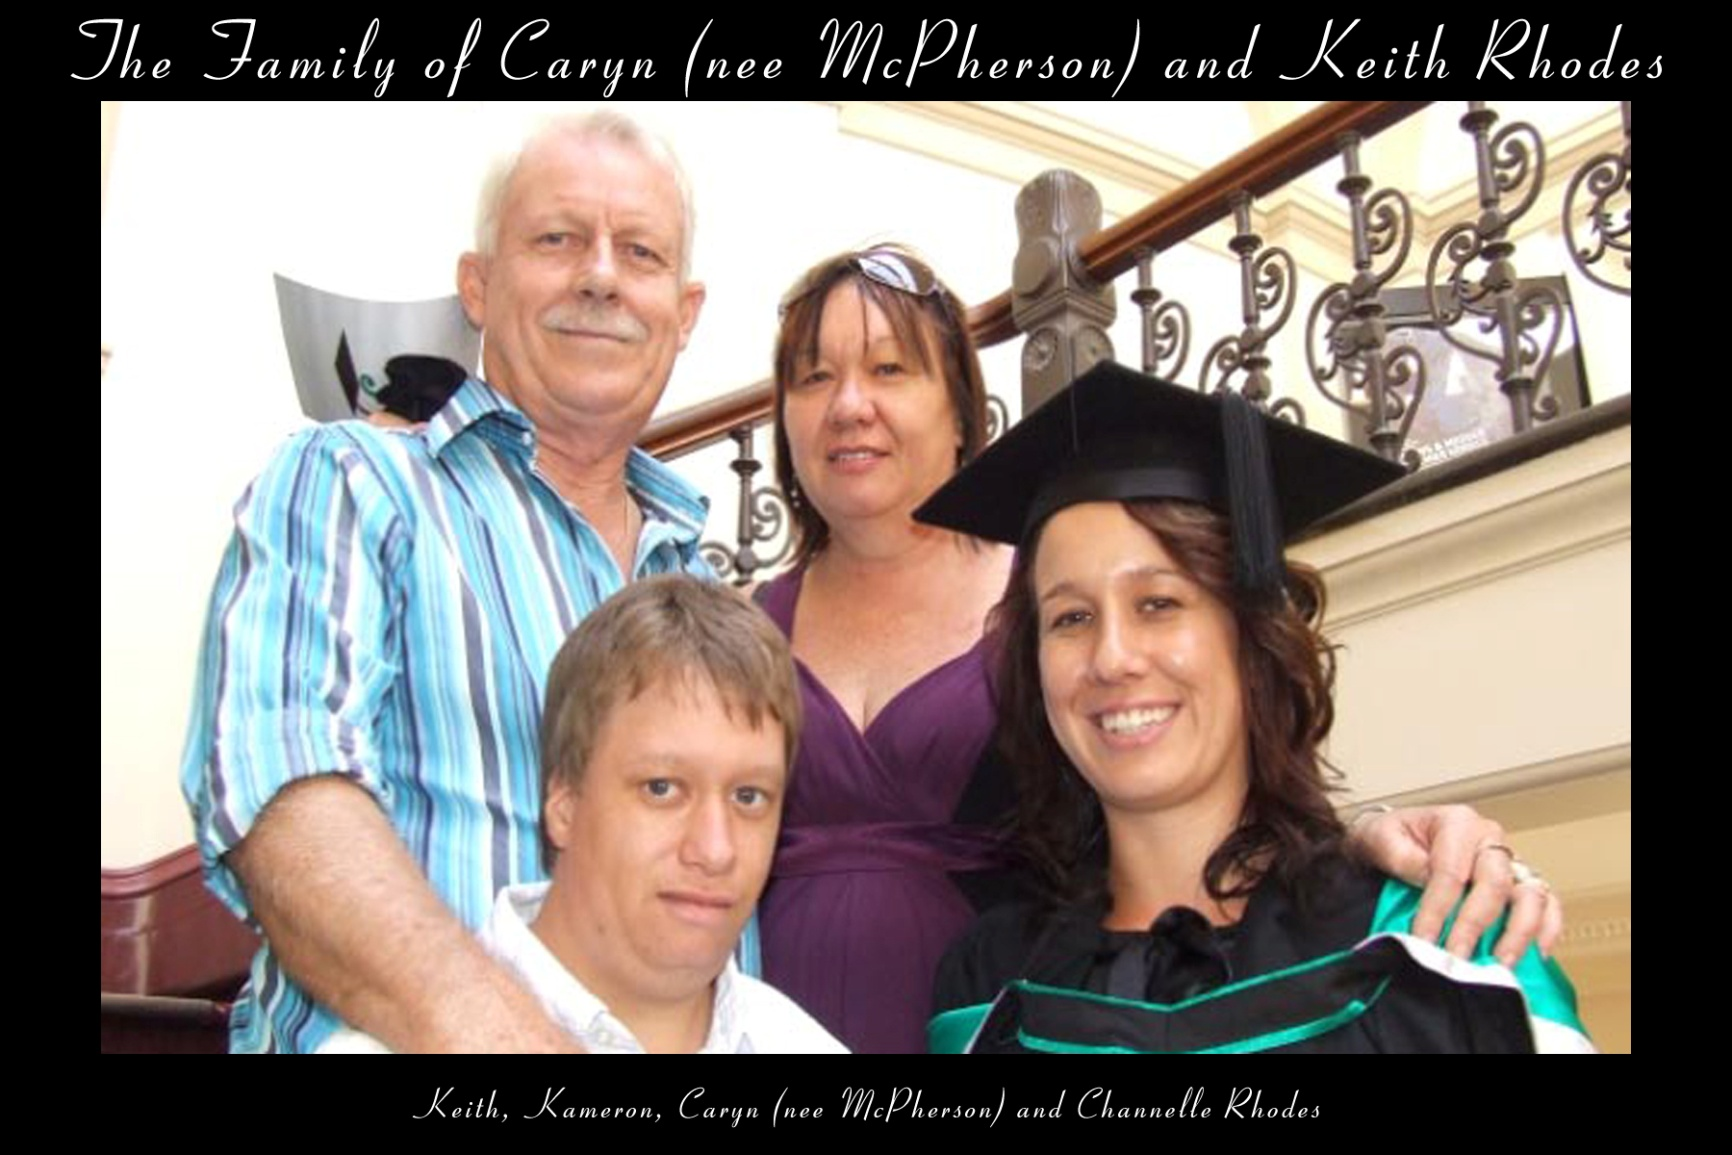 The Family of Caryn (nee McPherson) and Keith Rhodes
Keith, Kameron, Caryn (nee McPherson) and Channelle Rhodes